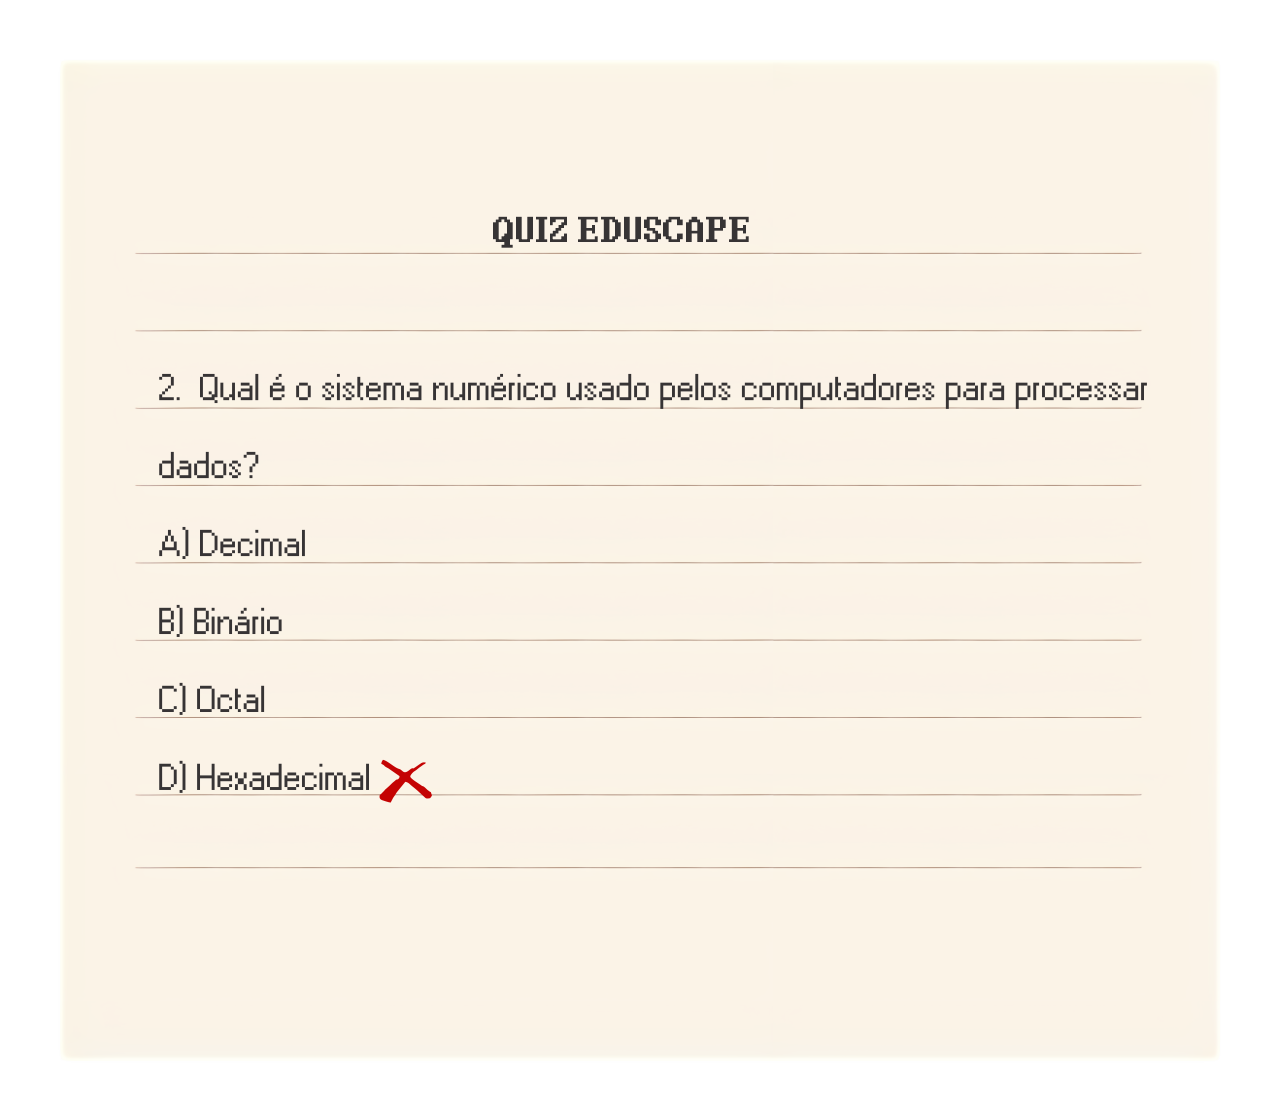 QUIZ EDUSCAPE
2. Qual é o sistema numérico usado pelos computadores para processar
dados?
A) Decimal
B) Binário
C) Octal
D) Hexadecimal